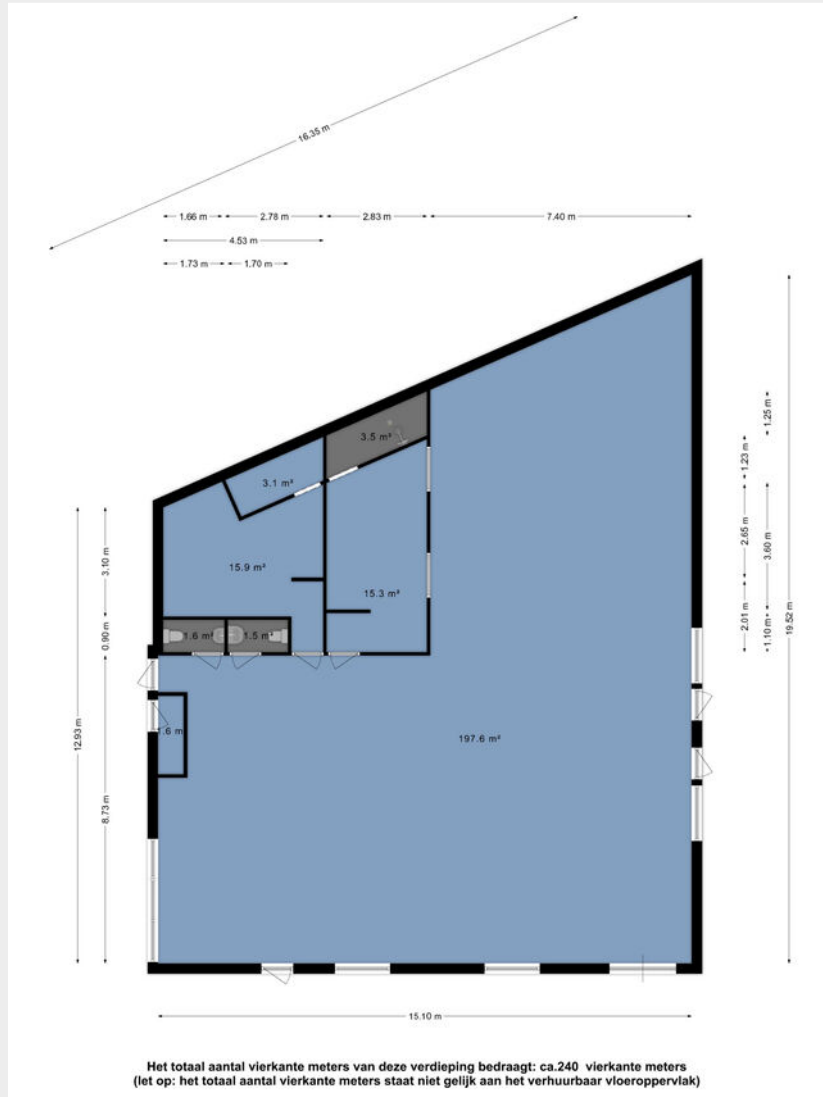 16.35 m
1.66 m
2.78 m
2.83 m
7.40 m
4.53 m
1.73 m
1.70 m
1.25 m
1.23 m
3.5 m²
3.1 m²
2.65 m
3.60 m
3.10 m
15.9 m²
15.3 m²
2.01 m
19.52 m
1.10 m
0.90 m
1.6 m²
1.5 m²
12.93 m
1.6 m
197.6 m²
8.73 m
15.10 m
Het totaal aantal vierkante meters van deze verdieping bedraagt: ca.240 vierkante meters
(let op: het totaal aantal vierkante meters staat niet gelijk aan het verhuurbaar vloeroppervlak)